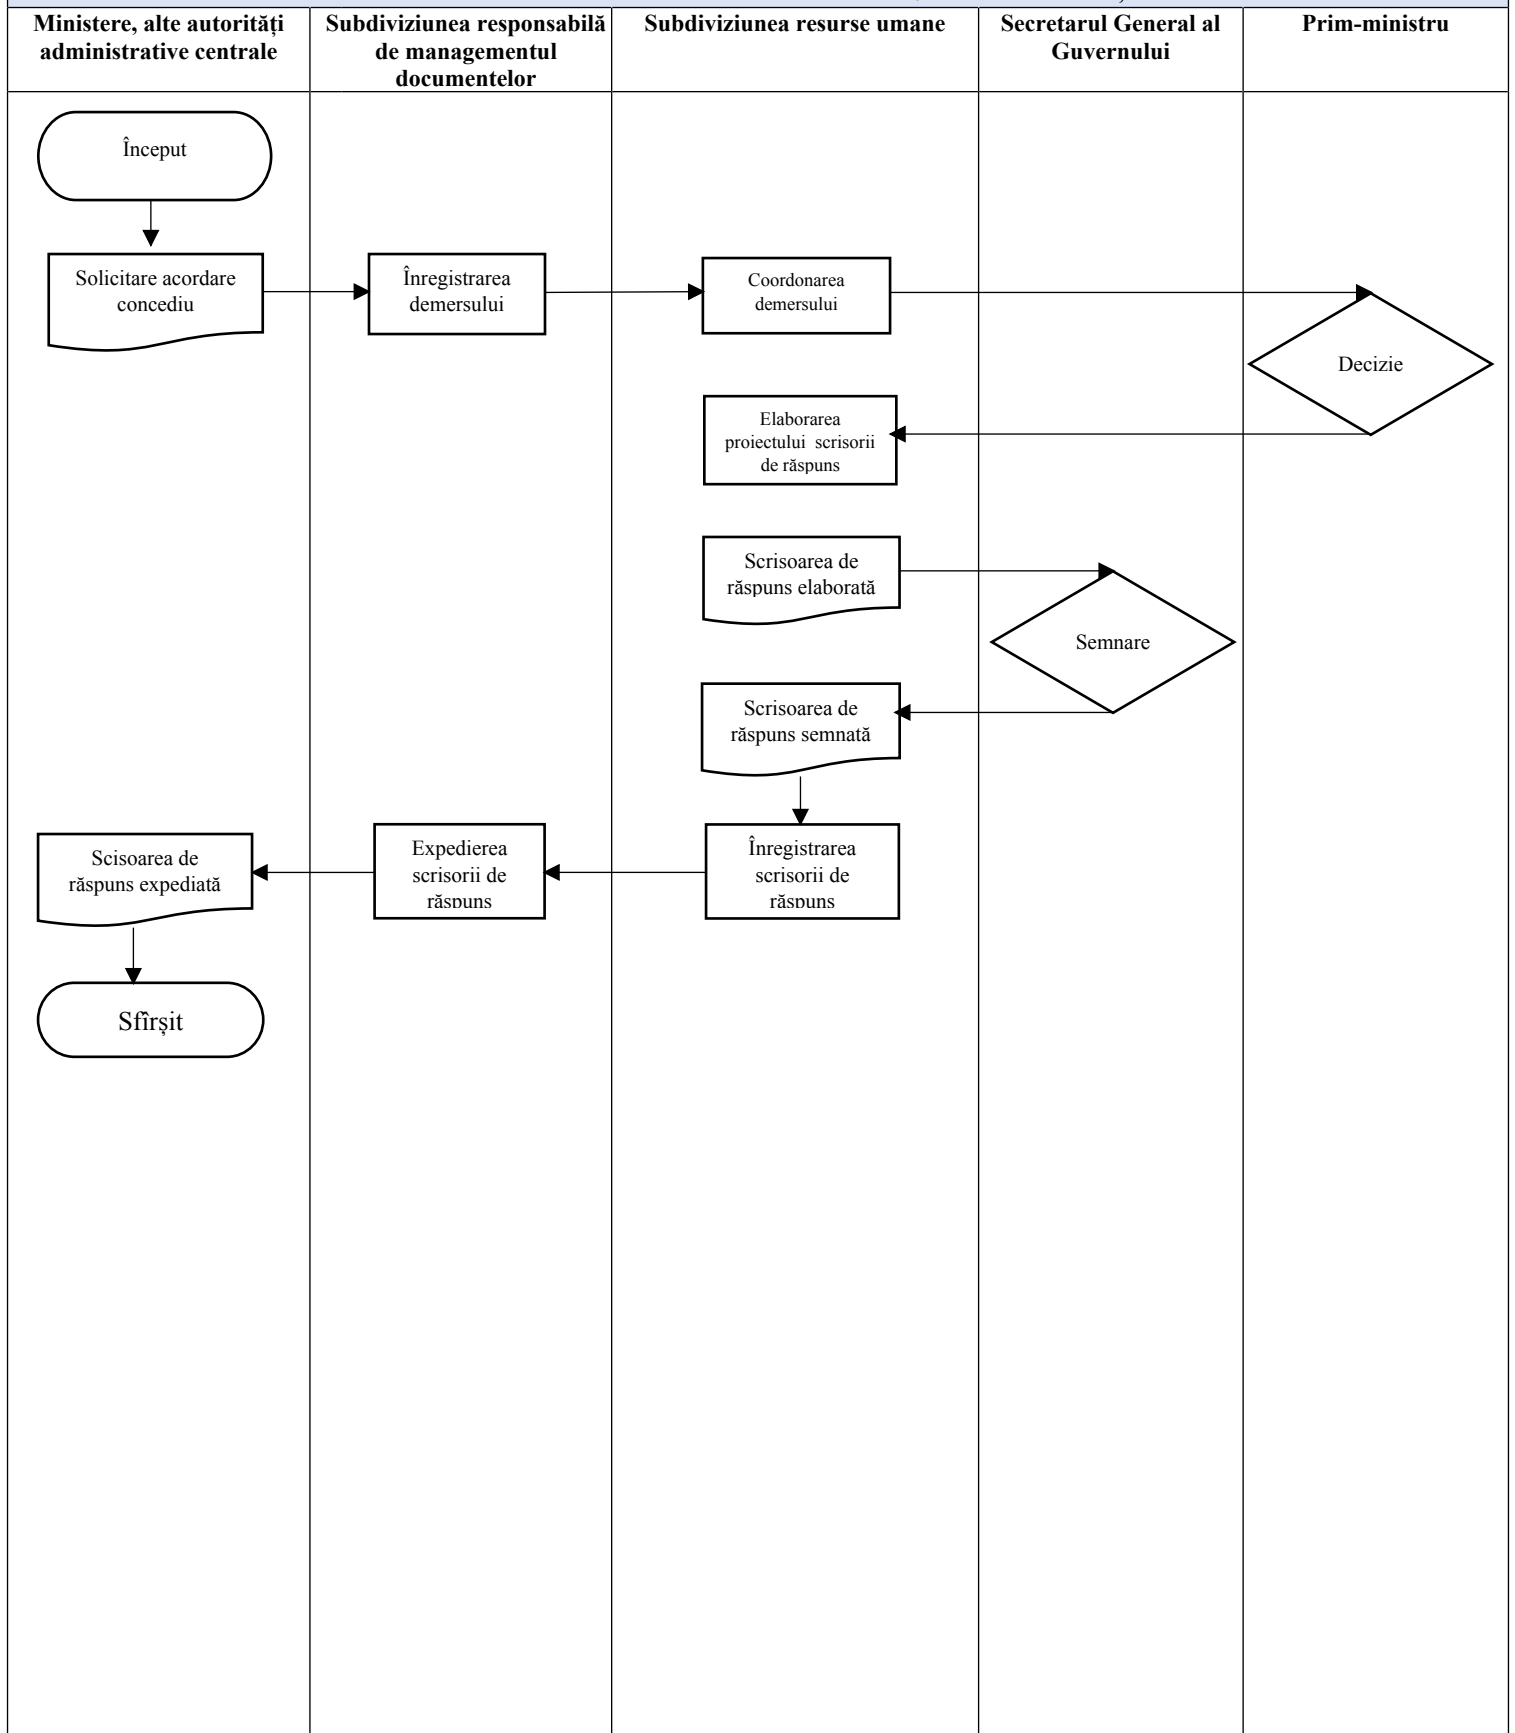 Ministere, alte autorități
administrative centrale
Subdiviziunea responsabilă
de managementul
documentelor
Subdiviziunea resurse umane
Secretarul General al
Guvernului
Prim-ministru
Început
Solicitare acordare
concediu
Înregistrarea
demersului
Coordonarea
demersului
Decizie
Elaborarea
proiectului scrisorii
de răspuns
Scrisoarea de
răspuns elaborată
Semnare
Scrisoarea de
răspuns semnată
Scisoarea de
răspuns expediată
Expedierea
scrisorii de
răspuns
Înregistrarea
scrisorii de
răspuns
Sfîrșit